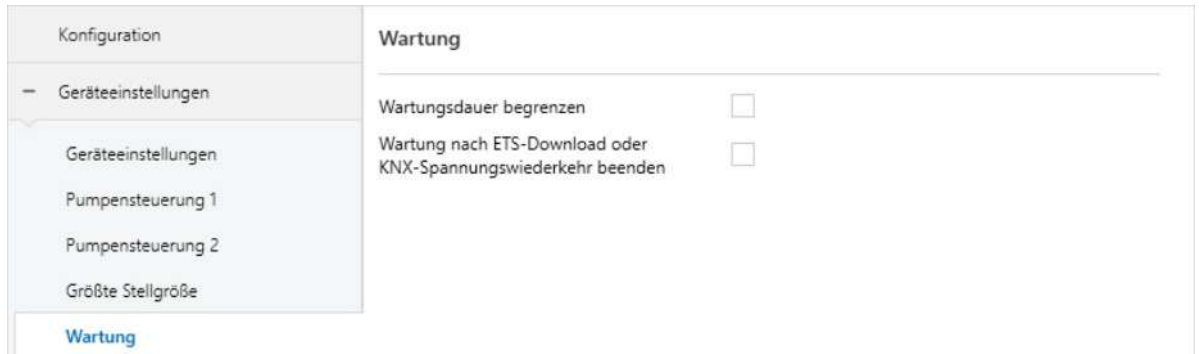 Konfiguration
– Geräteeinstellungen
Geräteeinstellungen
Pumpensteuerung 1
Pumpensteuerung 2
Größte Stellgröße
Wartung
Wartung
Wartungsdauer begrenzen
Wartung nach ETS-Download oder
KNX-Spannungswiederkehr beenden